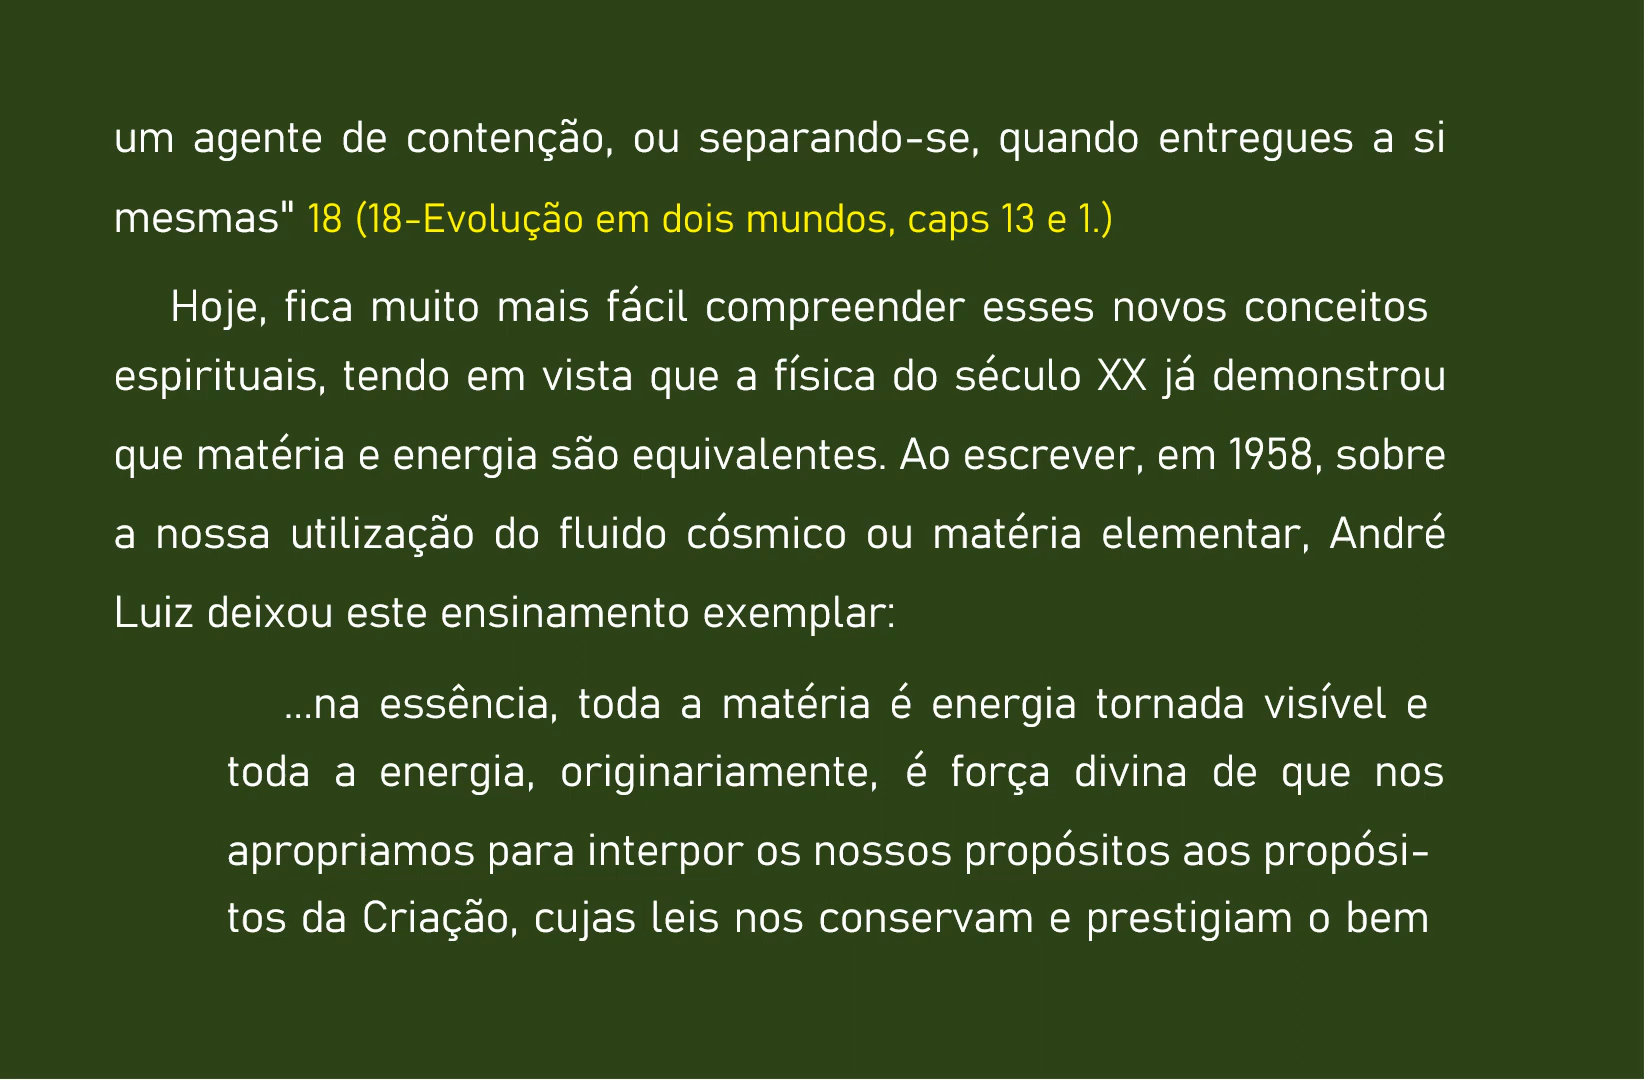 um agente de contenção, ou separando-se, quando entregues a si
mesmas" 18 (18-Evolução em dois mundos, caps 13 e 1.)
Hoje, fica muito mais fácil compreender esses novos conceitos
espirituais, tendo em vista que a física do século XX já demonstrou
que matéria e energia são equivalentes. Ao escrever, em 1958, sobre
a nossa utilização do fluido cósmico ou matéria elementar, André
Luiz deixou este ensinamento exemplar:
...na essência, toda a matéria é energia tornada visível e
toda a energia, originariamente, é força divina de que nos
apropriamos para interpor os nossos propósitos aos propósi-
tos da Criação, cujas leis nos conservam e prestigiam o bem